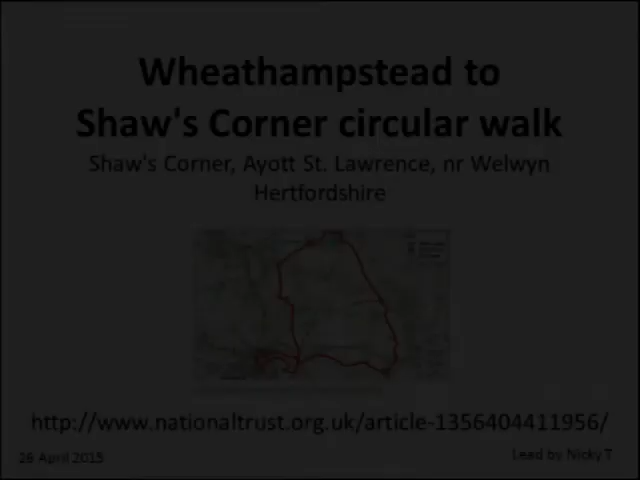 Wheathampstead to
Shaw's Corner circular walk
Shaw's Corner, Ayott St. Lawrence, nr Welwyn
Hertfordshire
http://www.nationaltrust.org.uk/article-1356404411956/
26 April 2015
Lead by Nicky T